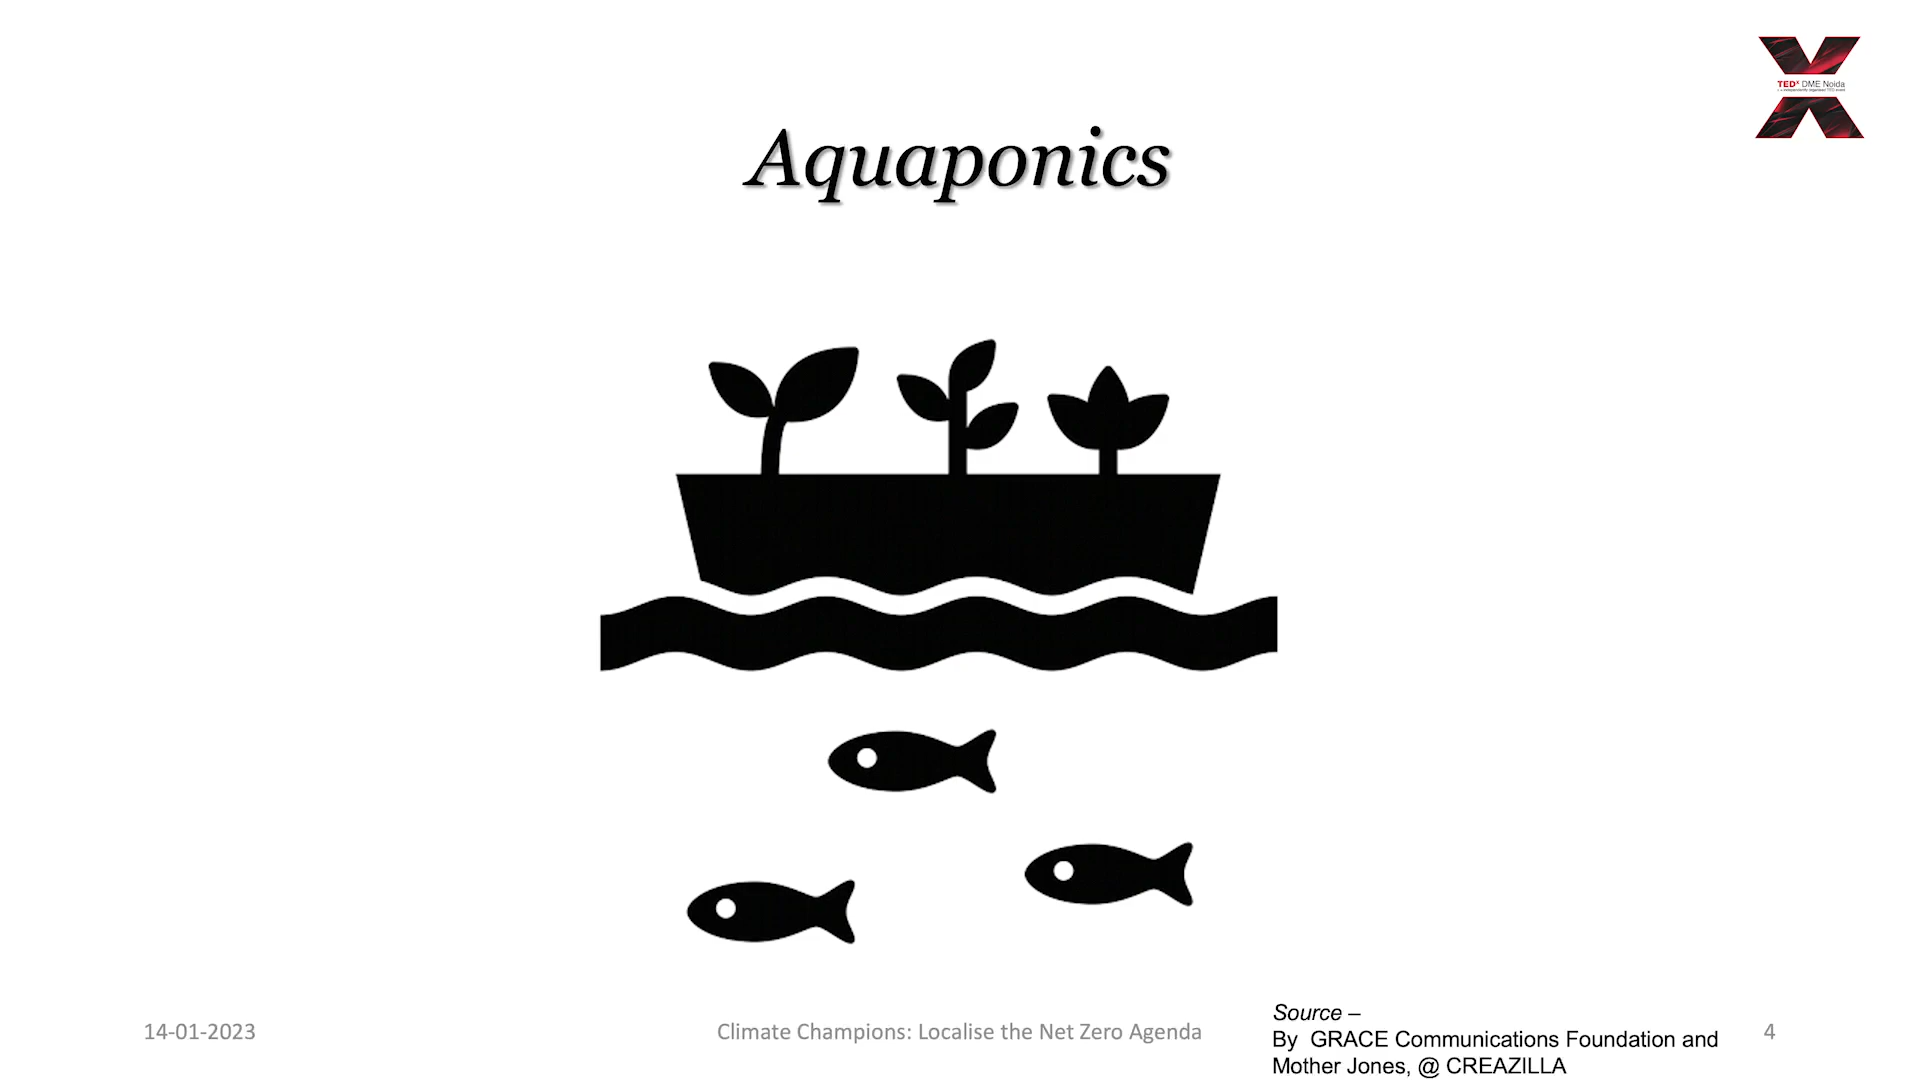 TEDx DME Noida
Aquaponics
14-01-2023
Climate Champions: Localise the Net Zero Agenda
Source –
By  GRACE Communications Foundation and
Mother Jones, @ CREAZILLA
4